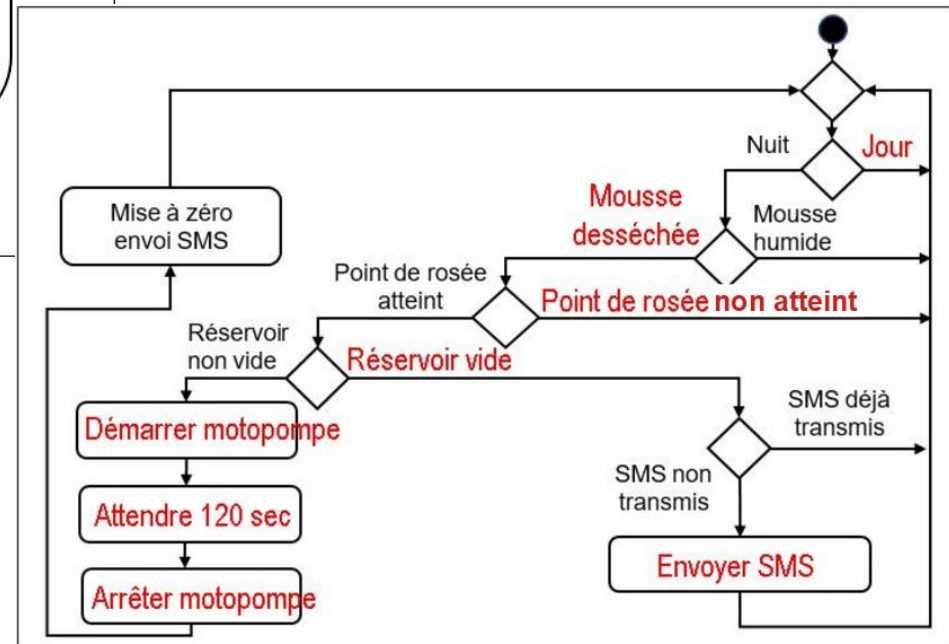 Nuit
Jour
Mousse
desséchée
Mousse
humide
Mise à zéro
envoi SMS
Point de rosée
atteint
Point de rosée non atteint
Réservoir
non vide
Réservoir vide
Démarrer motopompe
SMS déjà
transmis
SMS non
transmis
Attendre 120 sec
Envoyer SMS
Arrêter motopompe